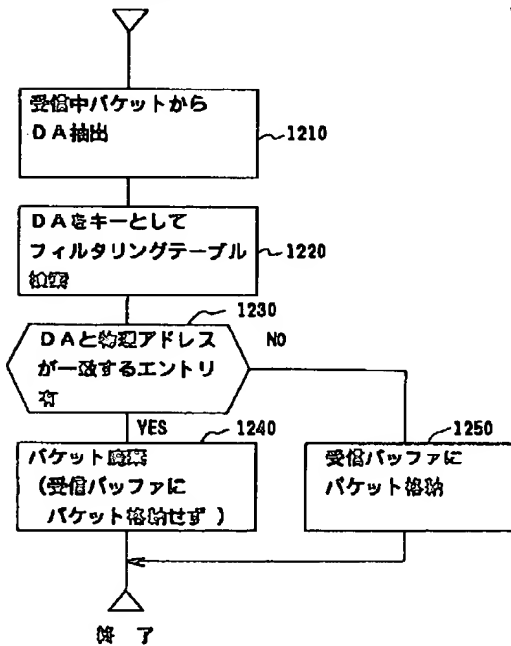 受信中パケットから
DA抽出
1210
DAをキーとして
フィルタリングテーブル
検索
1220
1230
DAと物理アドレス
が一致するエントリ
有
NO
YES
1240
パケット廃棄
(受信バッファに
パケット格納せず)
1250
受信バッファに
パケット格納
終了